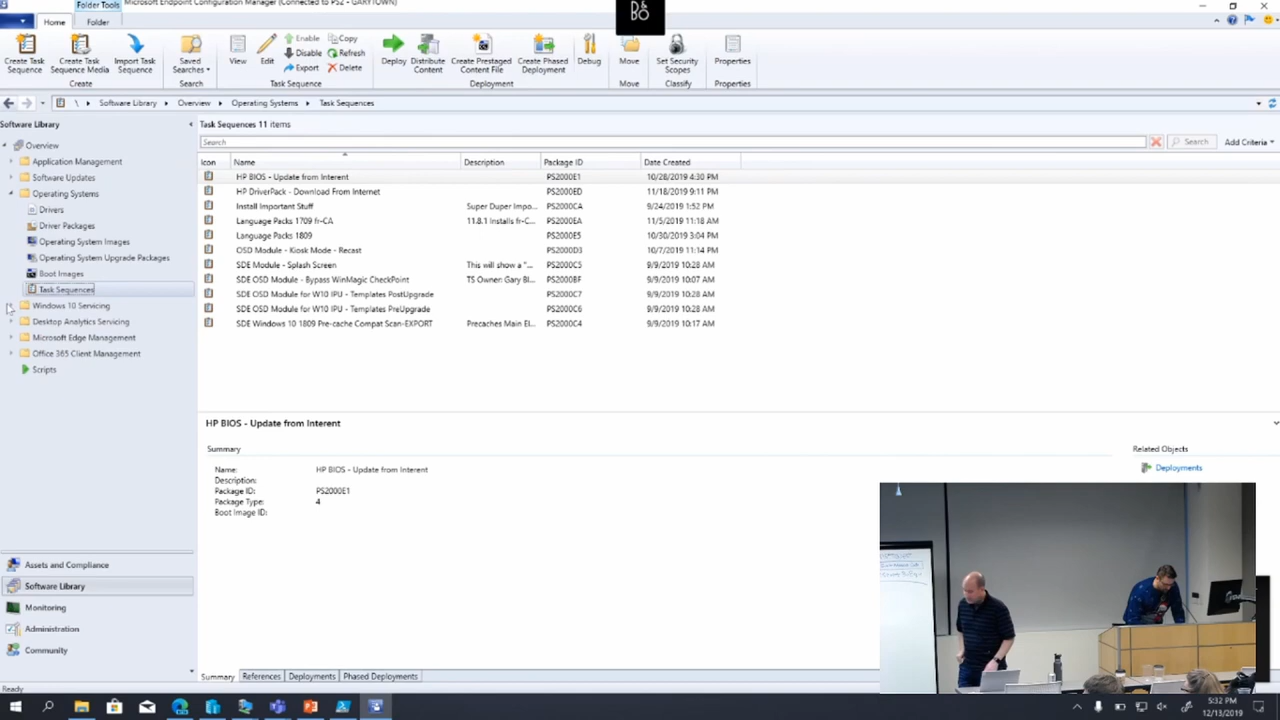 Folder Tools
Microsoft Endpoint Configuration Manager (Connected to PS2 - GARYTOWN)
B&O
Home
Folder
Create Task Sequence
Create Task Sequence Media
Import Task Sequence
Create
Saved Searches
Search
View
Edit
Enable
Disable
Export
Copy
Refresh
Delete
Task Sequence
Deploy
Distribute Content
Create Prestaged Content File
Create Phased Deployment
Deployment
Debug
Move
Move
Set Security Scopes
Classify
Properties
Properties
\ Software Library Overview Operating Systems Task Sequences
Software Library
Overview
Application Management
Software Updates
Operating Systems
Drivers
Driver Packages
Operating System Images
Operating System Upgrade Packages
Boot Images
Task Sequences
Windows 10 Servicing
Desktop Analytics Servicing
Microsoft Edge Management
Office 365 Client Management
Scripts
Assets and Compliance
Software Library
Monitoring
Administration
Community
Ready
Task Sequences 11 items
Search
Search
Add Criteria
Icon Name Description Package ID Date Created
HP BIOS - Update from Interent PS2000E1 10/28/2019 4:30 PM
HP DriverPack - Download From Internet PS2000ED 11/18/2019 9:11 PM
Install Important Stuff Super Duper Impo... PS2000CA 9/24/2019 1:52 PM
Language Packs 1709 fr-CA 11.8.1 Installs fr-C... PS2000EA 11/5/2019 11:18 AM
Language Packs 1809 PS2000E5 10/30/2019 3:04 PM
OSD Module - Kiosk Mode - Recast PS2000D3 10/7/2019 11:14 PM
SDE Module - Splash Screen This will show a "... PS2000C5 9/9/2019 10:28 AM
SDE OSD Module - Bypass WinMagic CheckPoint TS Owner: Gary Bl... PS2000BF 9/9/2019 10:07 AM
SDE OSD Module for W10 IPU - Templates PostUpgrade PS2000C7 9/9/2019 10:28 AM
SDE OSD Module for W10 IPU - Templates PreUpgrade PS2000C6 9/9/2019 10:28 AM
SDE Windows 10 1809 Pre-cache Compat Scan-EXPORT Precaches Main El... PS2000C4 9/9/2019 10:17 AM
HP BIOS - Update from Interent
Summary
Name: HP BIOS - Update from Interent
Description:
Package ID: PS2000E1
Package Type: 4
Boot Image ID:
Related Objects
Deployments
Summary References Deployments Phased Deployments
5:32 PM
12/13/2019